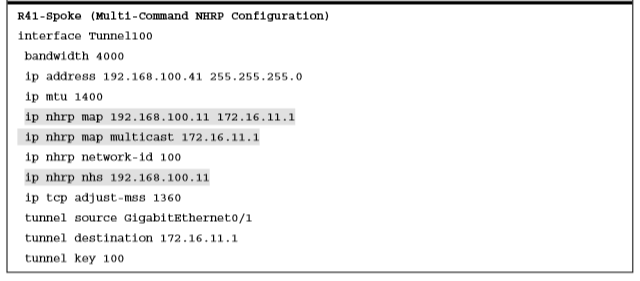 R41-Spoke (Multi-Command NHRP Configuration)
interface Tunnel100
bandwidth 4000
ip address 192.168.100.41 255.255.255.0
ip mtu 1400
ip nhrp map 192.168.100.11 172.16.11.1
ip nhrp map multicast 172.16.11.1
ip nhrp network-id 100
ip nhrp nhs 192.168.100.11
ip tcp adjust-mss 1360
tunnel source GigabitEthernet0/1
tunnel destination 172.16.11.1
tunnel key 100